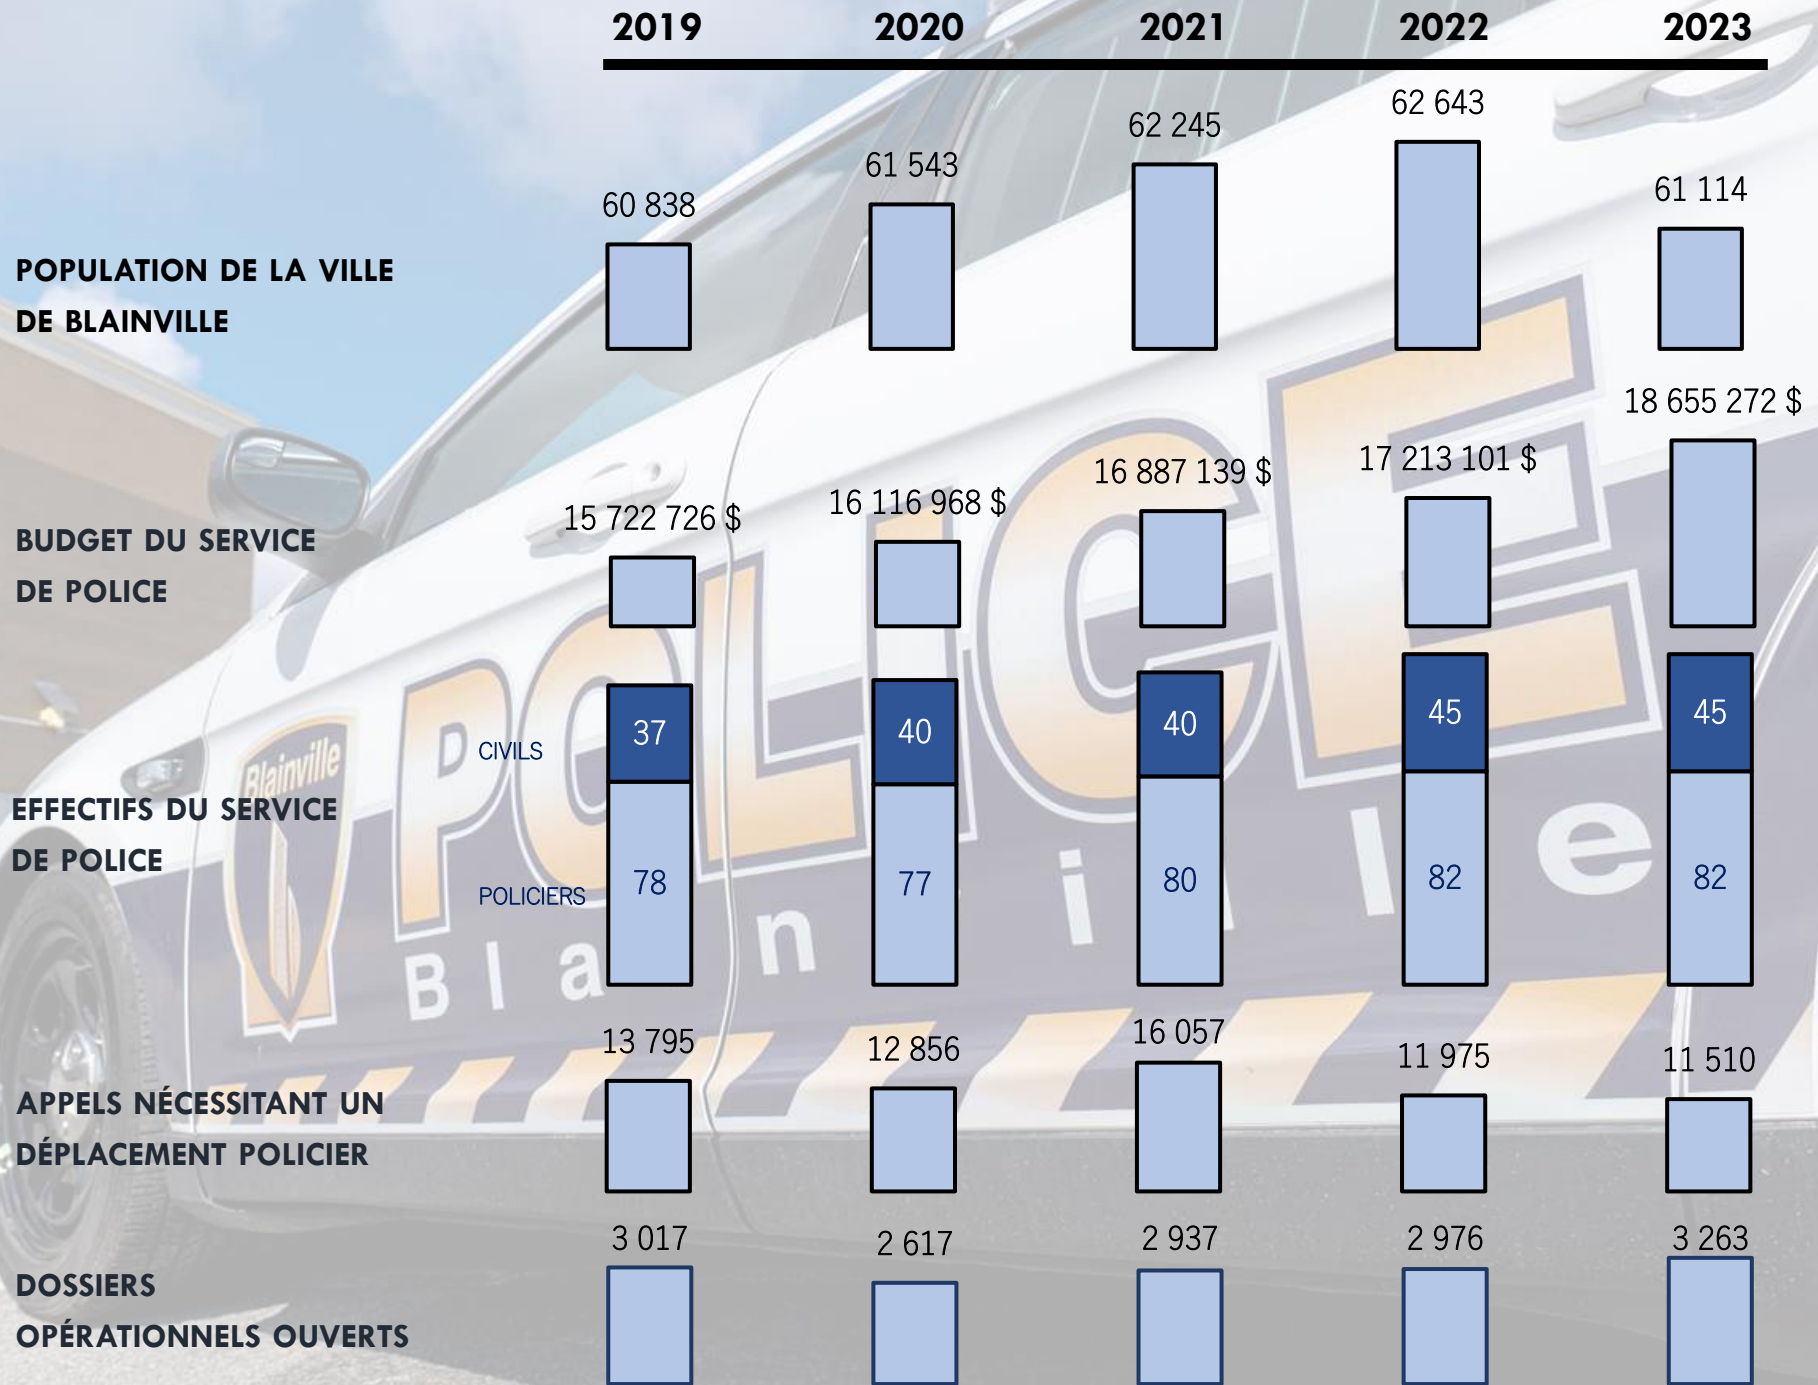 2019 2020 2021 2022 2023
60 838 61 543 62 245 62 643 61 114
POPULATION DE LA VILLE
DE BLAINVILLE
15 722 726 $ 16 116 968 $ 16 887 139 $ 17 213 101 $ 18 655 272 $
BUDGET DU SERVICE
DE POLICE
37 40 40 45 45
CIVILS
EFFECTIFS DU SERVICE
DE POLICE
POLICIERS
78 77 80 82 82
13 795 12 856 16 057 11 975 11 510
APPELS NÉCESSITANT UN
DÉPLACEMENT POLICIER
3 017 2 617 2 937 2 976 3 263
DOSSIERS
OPÉRATIONNELS OUVERTS
POLICE
Blainville